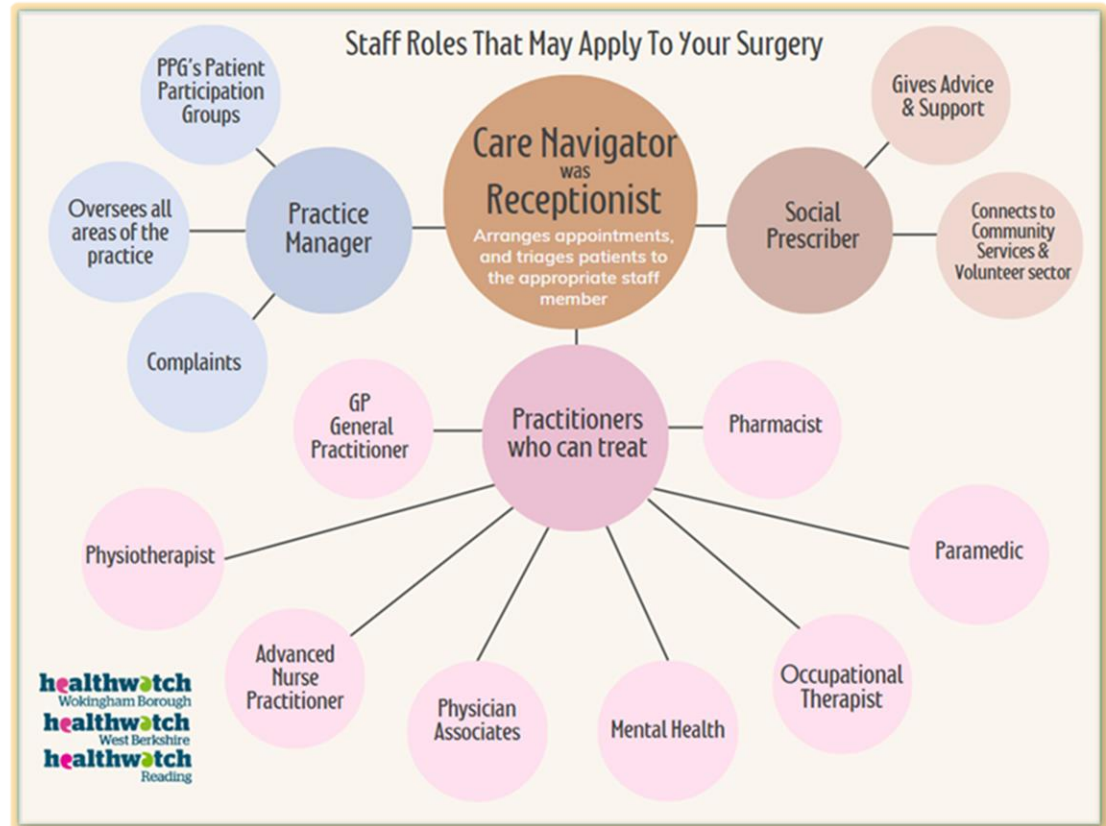 Staff Roles That May Apply To Your Surgery
PPG's Patient
Participation
Groups
Oversees all
areas of the
practice
Complaints
Practice
Manager
Care Navigator
was
Receptionist
Arranges appointments,
and triages patients to
the appropriate staff
member
Social
Prescriber
Gives Advice
& Support
Connects to
Community
Services &
Volunteer sector
Practitioners
who can treat
GP
General
Practitioner
Pharmacist
Physiotherapist
Paramedic
Advanced
Nurse
Practitioner
Physician
Associates
Mental Health
Occupational
Therapist
healthwatch
Wokingham Borough
healthwatch
West Berkshire
healthwatch
Reading